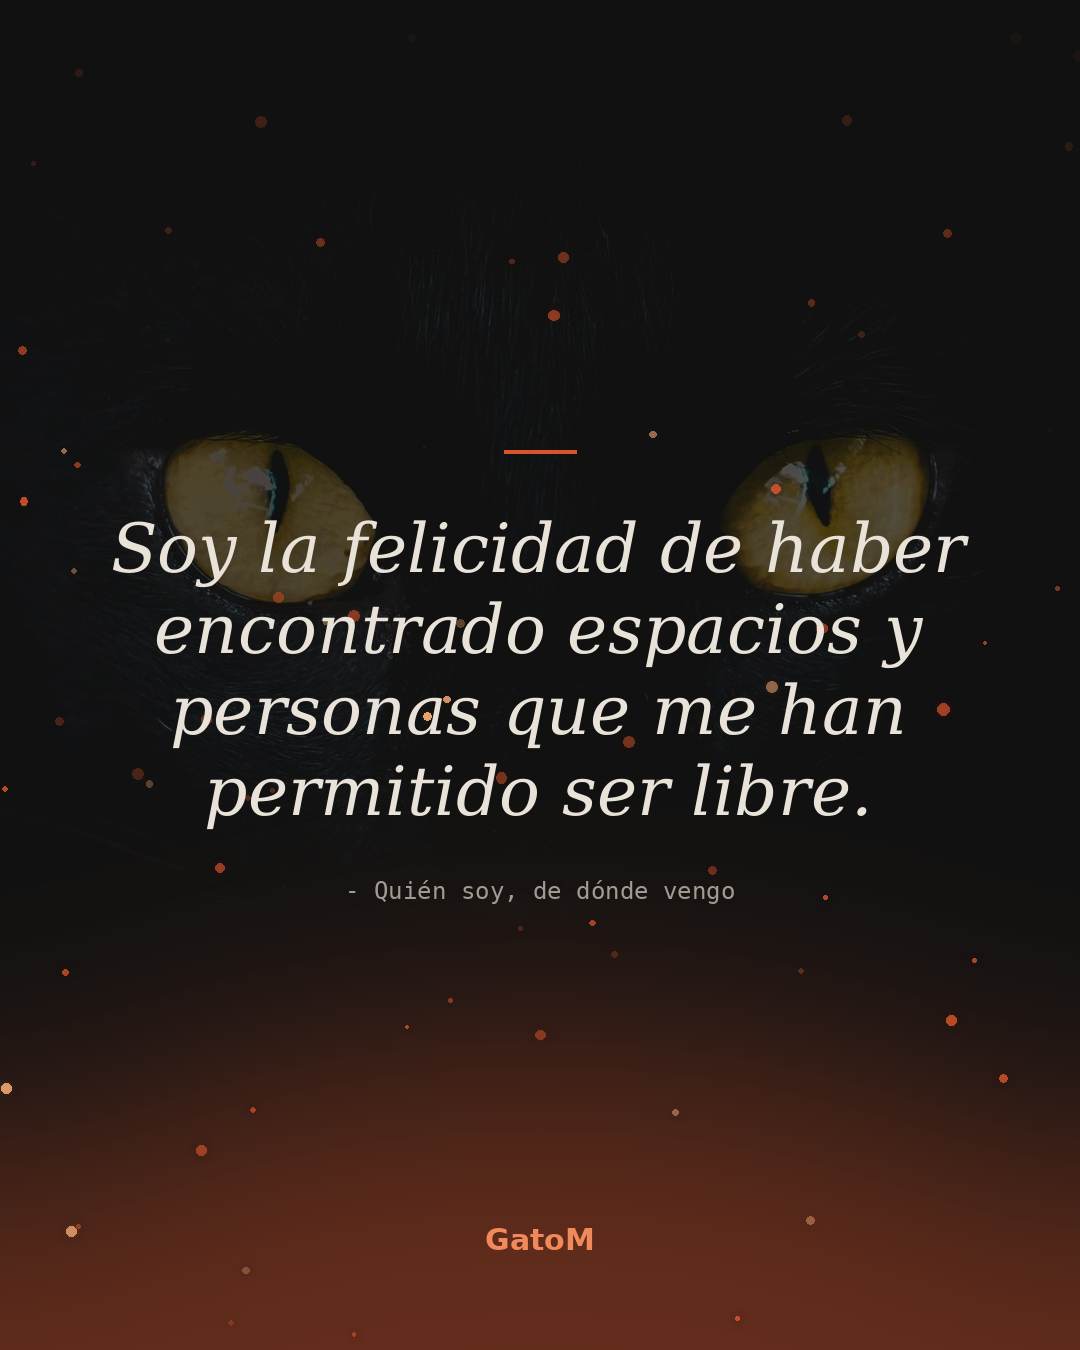 Soy la felicidad de haber
encontrado espacios y
personas que me han
permitido ser libre.
- Quién soy, de dónde vengo
GatoM